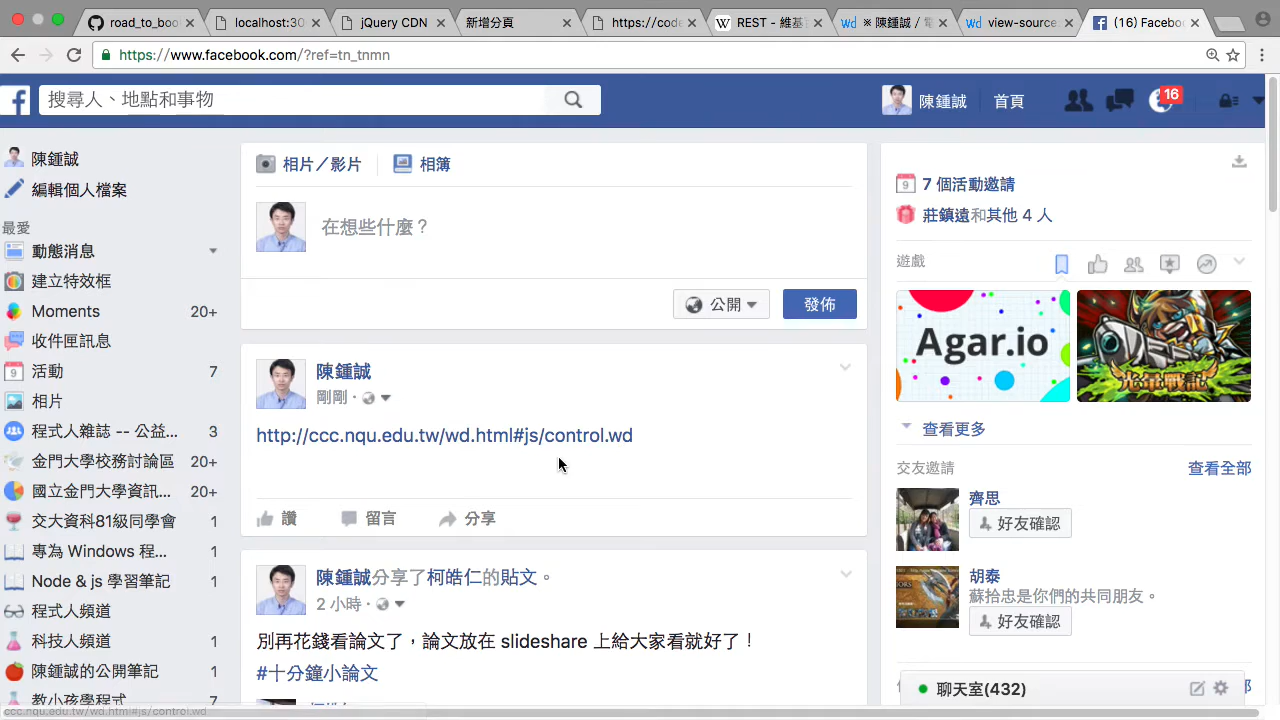 road_to_boo
localhost:30
jQuery CDN
新增分頁
https://code
REST - 維基
※ 陳鍾誠 / 電
view-source
(16) Facebo
https://www.facebook.com/?ref=tn_tnmn
搜尋人、地點和事物
陳鍾誠
首頁
16
陳鍾誠
編輯個人檔案
最愛
動態消息
建立特效框
Moments 20+
收件匣訊息
活動 7
相片
程式人雜誌 -- 公益... 3
金門大學校務討論區 20+
國立金門大學資訊... 20+
交大資科81級同學會 1
專為 Windows 程... 1
Node & js 學習筆記 1
程式人頻道
科技人頻道 1
陳鍾誠的公開筆記 1
教小孩學程式 1
ccc.nqu.edu.tw/wd.html#js/control.wd
相片／影片
相簿
在想些什麼？
公開
發佈
陳鍾誠
剛剛 ·
http://ccc.nqu.edu.tw/wd.html#js/control.wd
讚
留言
分享
陳鍾誠分享了柯皓仁的貼文。
2 小時 ·
別再花錢看論文了，論文放在 slideshare 上給大家看就好了！
#十分鐘小論文
9
7 個活動邀請
莊鎮遠和其他 4 人
遊戲
Agar.io
光暈戰記
查看更多
交友邀請
查看全部
齊思
好友確認
胡泰
蘇拾忠是你們的共同朋友。
好友確認
聊天室(432)